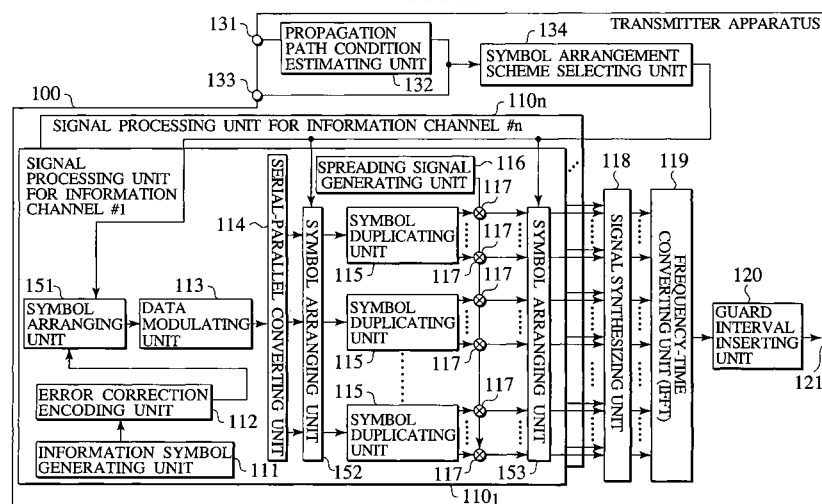 TRANSMITTER APPARATUS
131
PROPAGATION
PATH CONDITION
ESTIMATING UNIT
132
133
134
SYMBOL ARRANGEMENT
SCHEME SELECTING UNIT
100
110n
SIGNAL PROCESSING UNIT FOR INFORMATION CHANNEL #n
SIGNAL
PROCESSING
UNIT FOR
INFORMATION
CHANNEL #1
114
SERIAL-PARALLEL CONVERTING UNIT
SYMBOL ARRANGING UNIT
152
SPREADING SIGNAL
GENERATING UNIT
116
117
118
119
151
SYMBOL
ARRANGING UNIT
113
DATA
MODULATING
UNIT
SYMBOL
DUPLICATING
UNIT
115
117
117
SYMBOL
DUPLICATING
UNIT
115
117
115
SYMBOL
DUPLICATING
UNIT
117
117
SYMBOL ARRANGING UNIT
153
SIGNAL SYNTHESIZING UNIT
FREQUENCY-TIME
CONVERTING UNIT (IFFT)
120
GUARD
INTERVAL
INSERTING
UNIT
121
ERROR CORRECTION
ENCODING UNIT
112
INFORMATION SYMBOL
GENERATING UNIT
111
1101